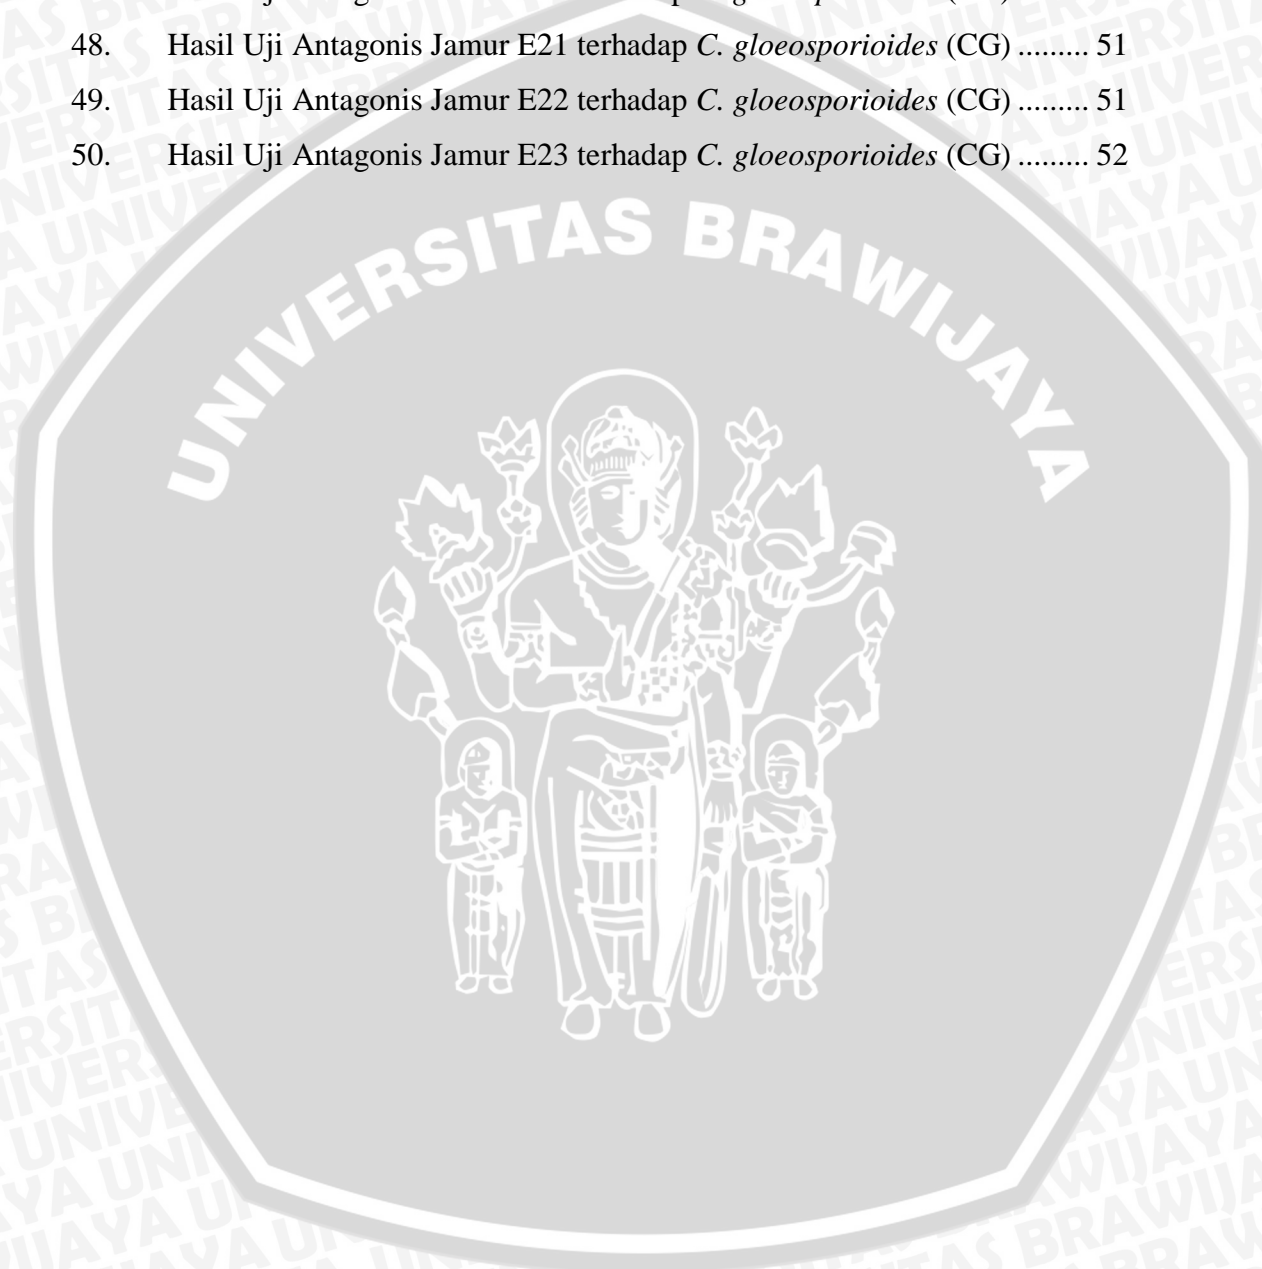 48. Hasil Uji Antagonis Jamur E21 terhadap C. gloeosporioides (CG) ......... 51
49. Hasil Uji Antagonis Jamur E22 terhadap C. gloeosporioides (CG) ......... 51
50. Hasil Uji Antagonis Jamur E23 terhadap C. gloeosporioides (CG) ......... 52
UNIVERSITAS BRAWIJAYA